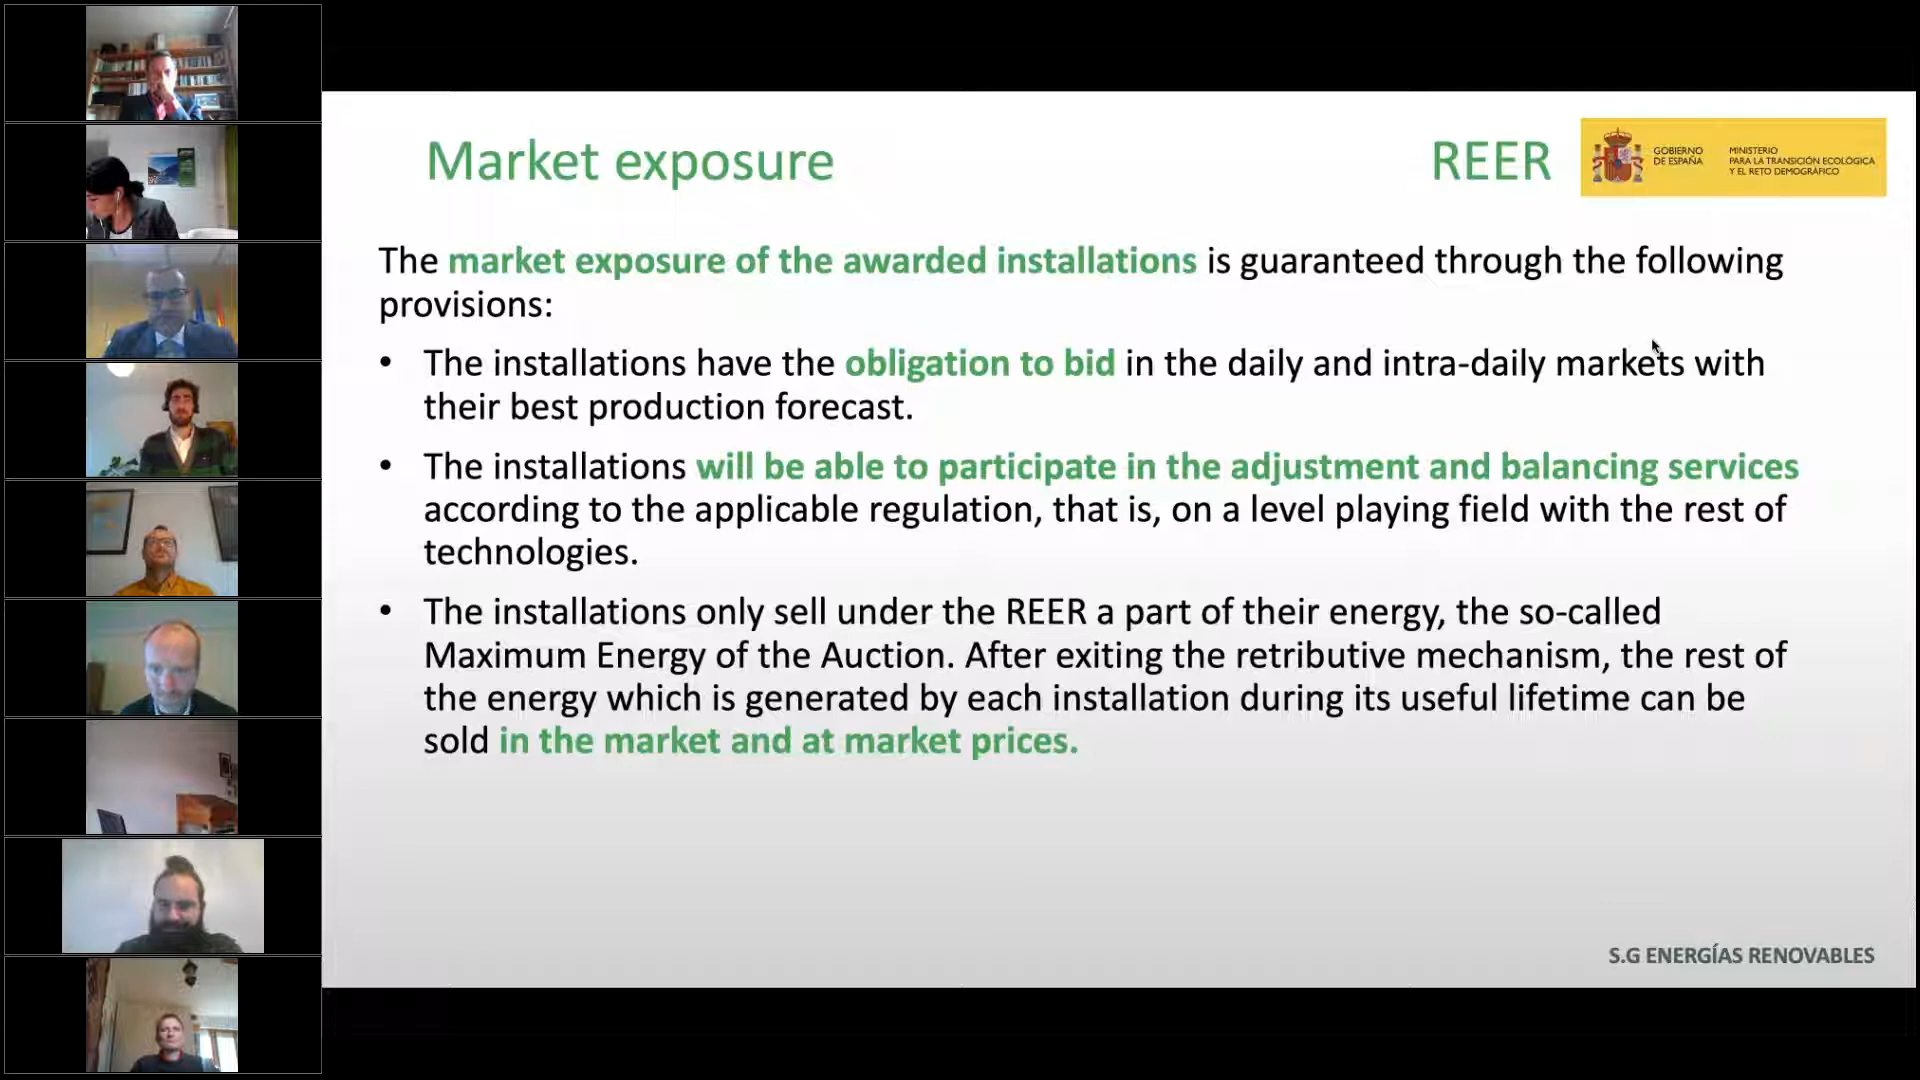 Market exposure
REER
GOBIERNO
DE ESPAÑA
MINISTERIO
PARA LA TRANSICIÓN ECOLÓGICA
Y EL RETO DEMOGRÁFICO
The market exposure of the awarded installations is guaranteed through the following
provisions:
• The installations have the obligation to bid in the daily and intra-daily markets with
their best production forecast.
• The installations will be able to participate in the adjustment and balancing services
according to the applicable regulation, that is, on a level playing field with the rest of
technologies.
• The installations only sell under the REER a part of their energy, the so-called
Maximum Energy of the Auction. After exiting the retributive mechanism, the rest of
the energy which is generated by each installation during its useful lifetime can be
sold in the market and at market prices.
S.G ENERGÍAS RENOVABLES